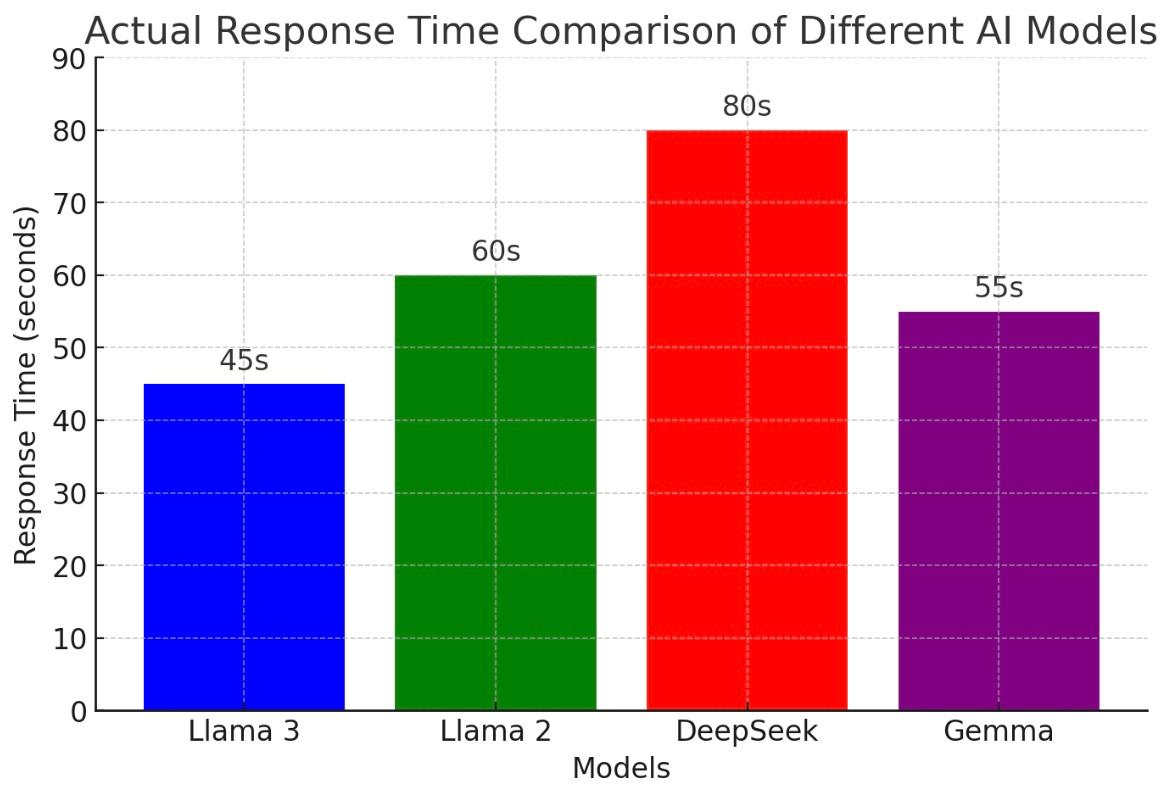 Actual Response Time Comparison of Different AI Models
90
80
70
60
50
40
30
20
10
0
Response Time (seconds)
45s
60s
80s
55s
Llama 3
Llama 2
DeepSeek
Gemma
Models